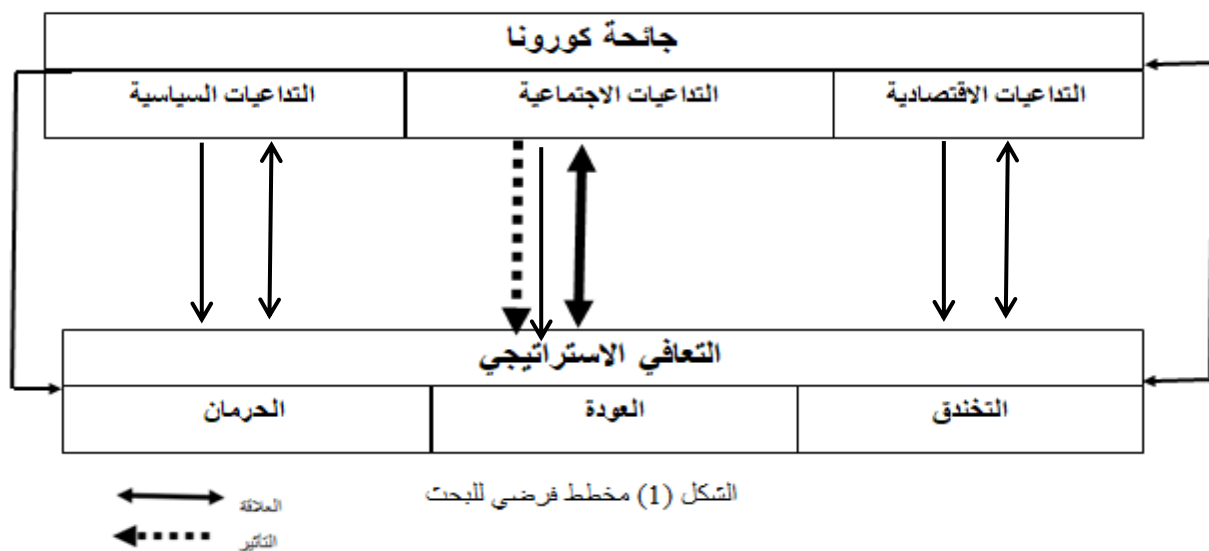 جائحة كورونا
التداعيات الاقتصادية
التداعيات الاجتماعية
التداعيات السياسية
التعافي الاستراتيجي
التخندق
العودة
الحرمان
الشكل (1) مخطط فرضي للبحث
العلاقة
التأثير